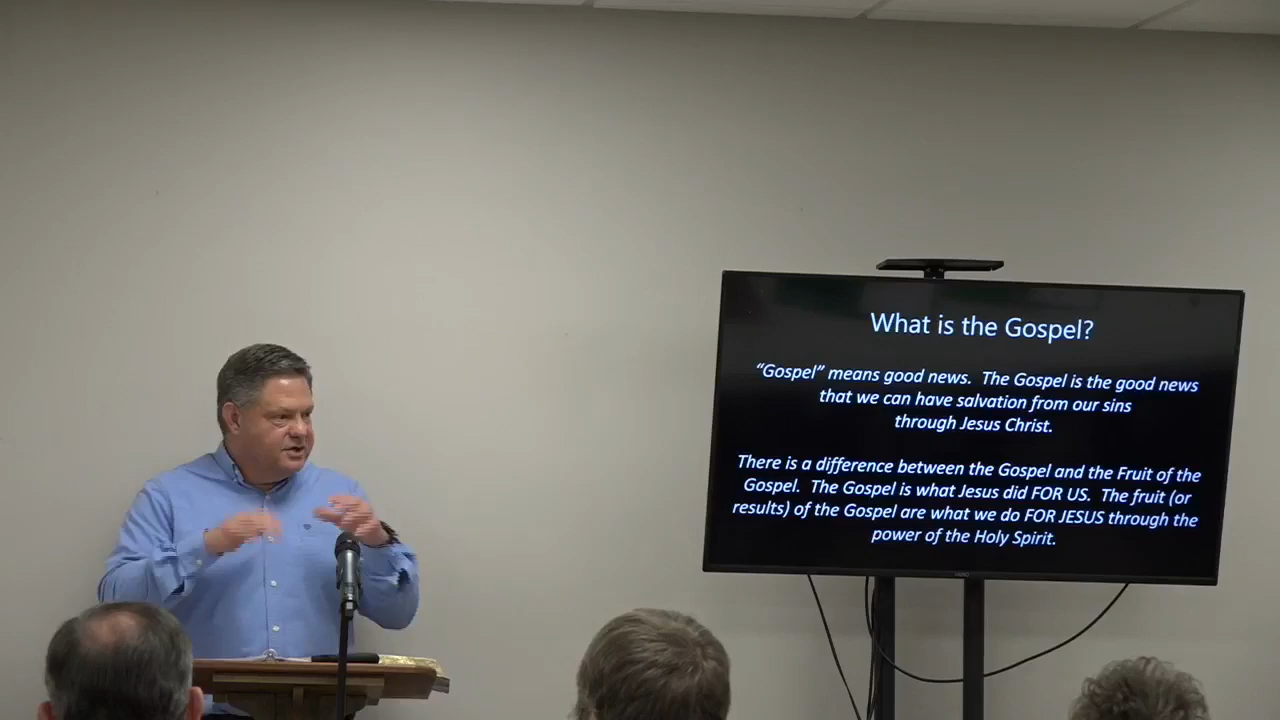 What is the Gospel?
“Gospel” means good news.  The Gospel is the good news
that we can have salvation from our sins
through Jesus Christ.
There is a difference between the Gospel and the Fruit of the
Gospel.  The Gospel is what Jesus did FOR US.  The fruit (or
results) of the Gospel are what we do FOR JESUS through the
power of the Holy Spirit.